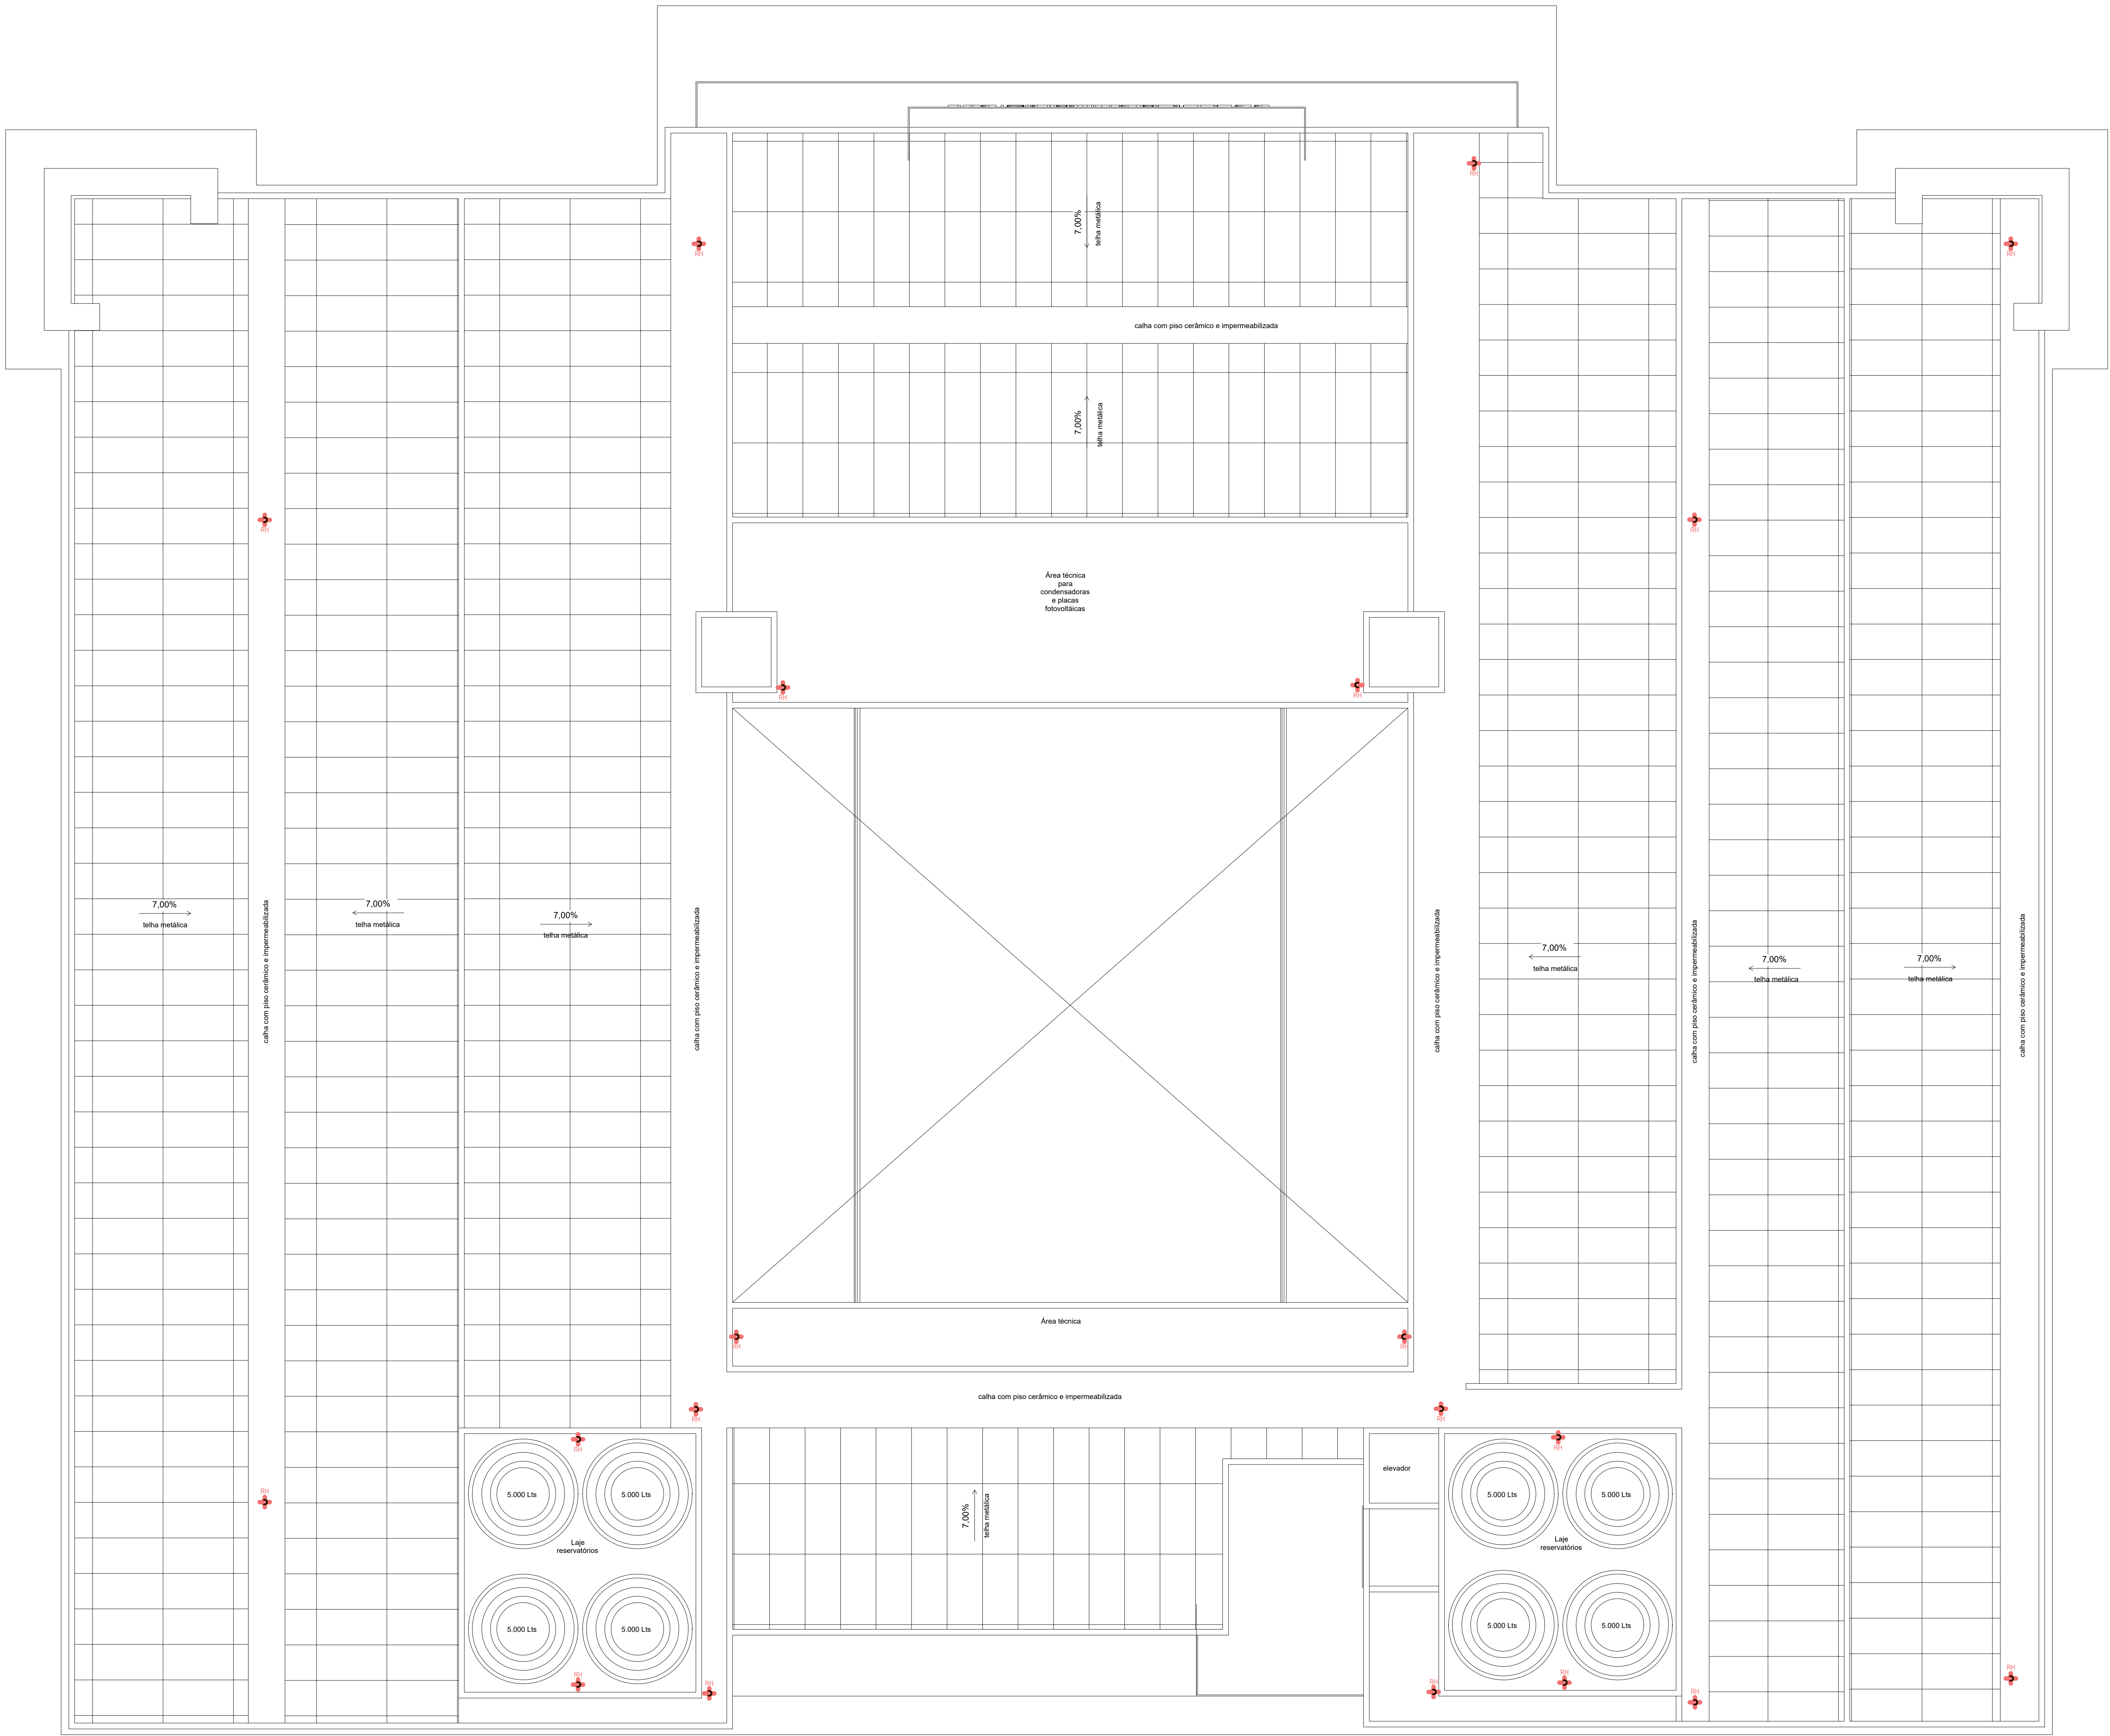 RH
7,00%
telha metálica
RH
RH
calha com piso cerâmico e impermeabilizada
7,00%
telha metálica
RH
RH
Área técnica
para
condensadoras
e placas
fotovoltáicas
RH
RH
7,00%
telha metálica
calha com piso cerâmico e impermeabilizada
7,00%
telha metálica
7,00%
telha metálica
calha com piso cerâmico e impermeabilizada
calha com piso cerâmico e impermeabilizada
7,00%
telha metálica
calha com piso cerâmico e impermeabilizada
7,00%
telha metálica
7,00%
telha metálica
calha com piso cerâmico e impermeabilizada
Área técnica
RH
RH
calha com piso cerâmico e impermeabilizada
RH
RH
RH
RH
elevador
RH
5.000 Lts
5.000 Lts
7,00%
telha metálica
5.000 Lts
5.000 Lts
Laje
reservatórios
Laje
reservatórios
5.000 Lts
5.000 Lts
5.000 Lts
5.000 Lts
RH
RH
RH
RH
RH
RH